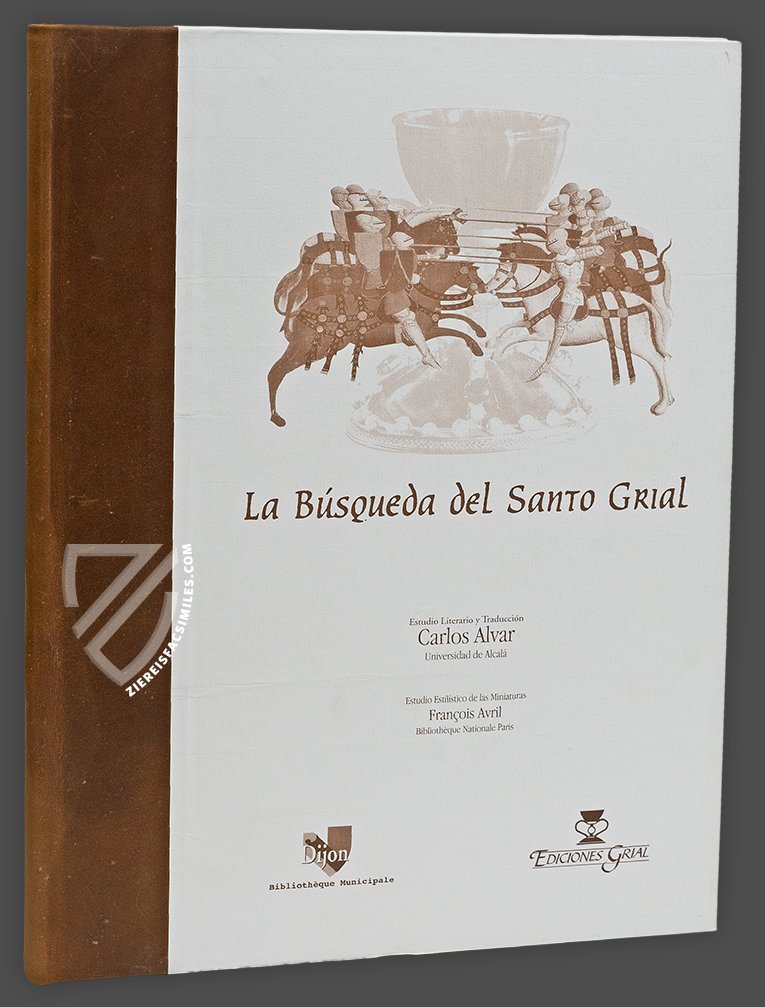 La Búsqueda del Santo Grial
Estudio Literario y Traducción
Carlos Alvar
Universidad de Alcalá
Estudio Estilístico de las Miniaturas
François Avril
Bibliothèque Nationale Paris
Dijon
Bibliothèque Municipale
EDICIONES GRIAL
ZIEREISFACSIMILES.COM